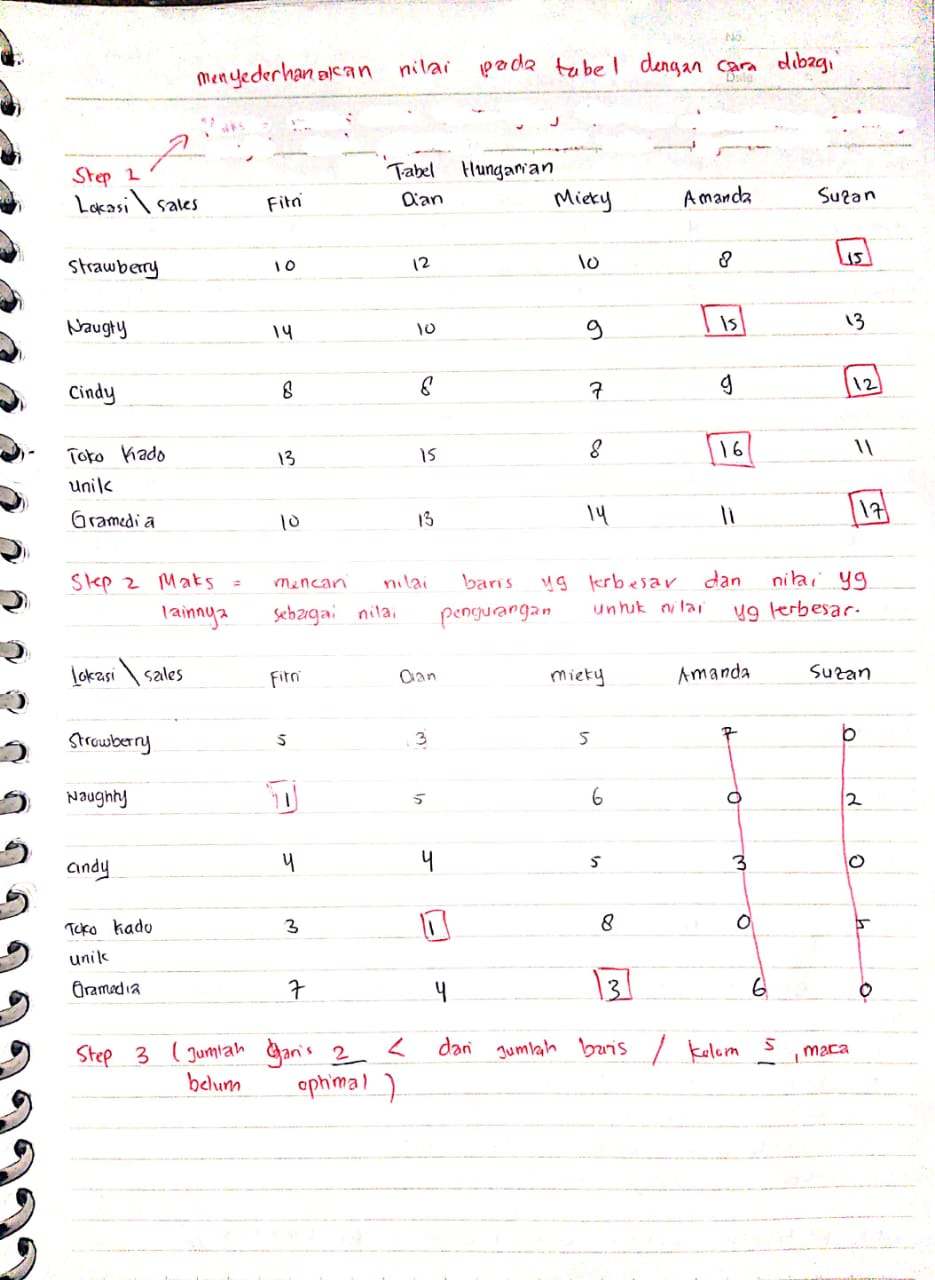 No.
Date
menyederhanakan nilai pada tabel dengan cara dibagi
Step 1
Tabel Hungarian
Lokasi \ sales Fitri Dian Mieky Amanda Suzan
Strawberry 10 12 10 8 15
Naugty 14 10 9 15 13
Cindy 8 8 7 9 12
Toko Kado 13 15 8 16 11
unik
Gramedia 10 13 14 11 17
Step 2 Maks = mencari nilai baris yg terbesar dan nilai yg
lainnya sebagai nilai pengurangan untuk nilai yg terbesar.
Lokasi \ sales Fitri Dian Mieky Amanda Suzan
Strowberry 5 3 5 7 0
Naughty 1 5 6 0 2
Cindy 4 4 5 3 0
Toko kado 3 1 8 0 5
unik
Gramedia 7 4 3 6 0
Step 3 (jumlah garis 2 < dari jumlah baris / kolom 5, maka
belum optimal)